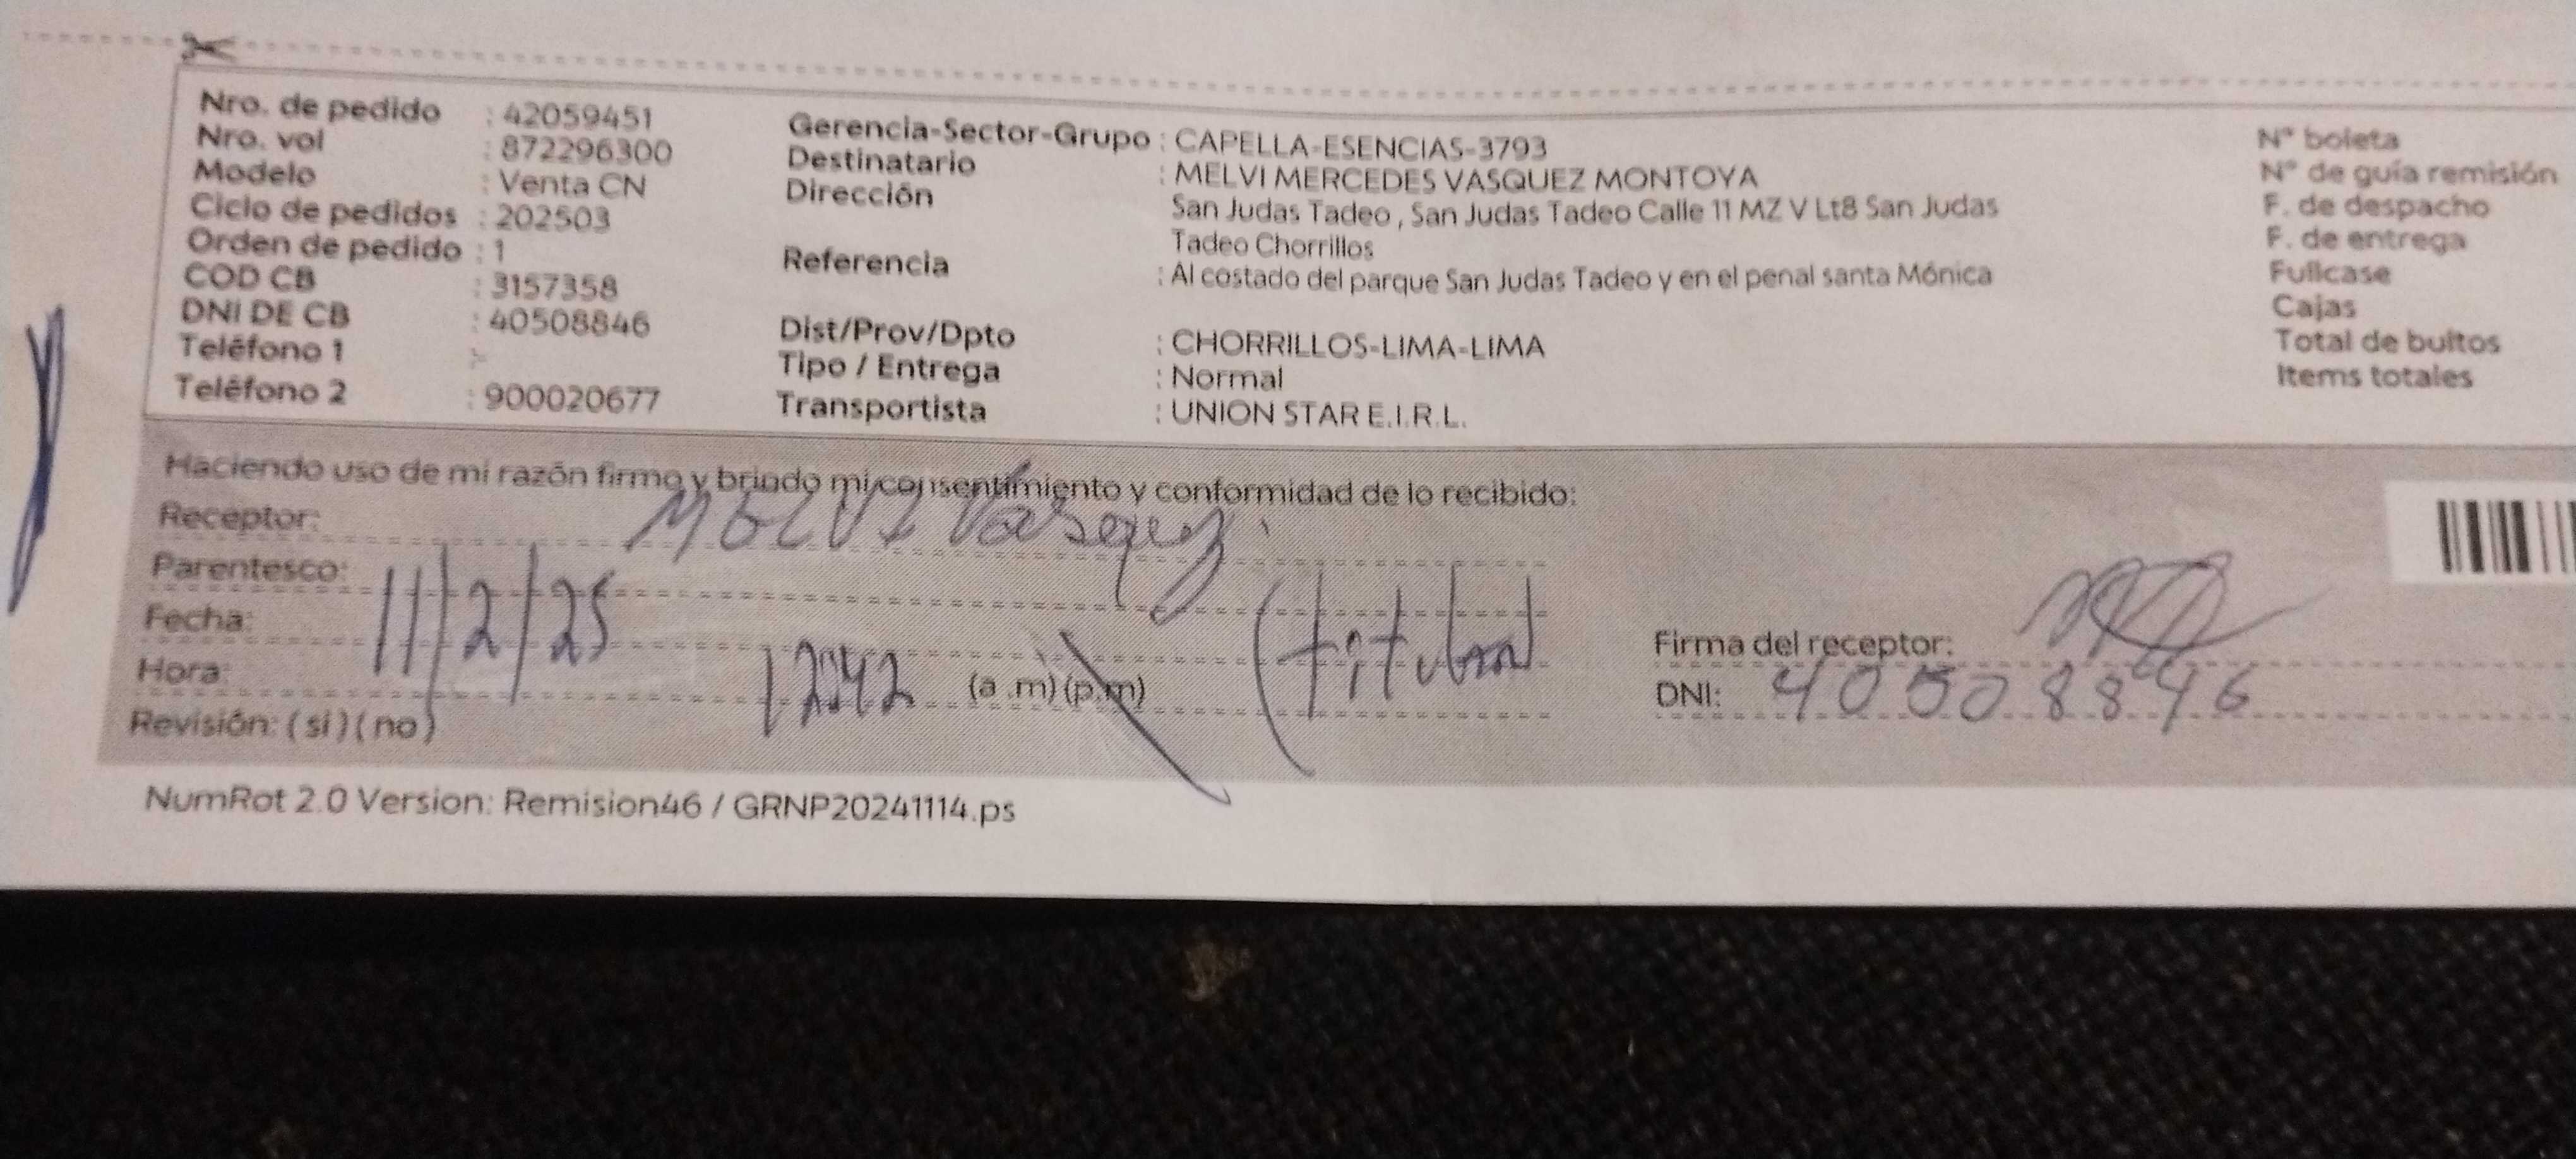 Nro. de pedido : 42059451
Nro. vol : 872296300
Modelo : Venta CN
Ciclo de pedidos : 202503
Orden de pedido : 1
COD CB : 3157358
DNI DE CB : 40508846
Teléfono 1 :
Teléfono 2 : 900020677
Gerencia-Sector-Grupo : CAPELLA-ESENCIAS-3793
Destinatario : MELVI MERCEDES VASQUEZ MONTOYA
Dirección San Judas Tadeo , San Judas Tadeo Calle 11 MZ V Lt8 San Judas
Tadeo Chorrillos
Referencia : Al costado del parque San Judas Tadeo y en el penal santa Mónica
Dist/Prov/Dpto : CHORRILLOS-LIMA-LIMA
Tipo / Entrega : Normal
Transportista : UNION STAR E.I.R.L.
N° boleta
N° de guía remisión
F. de despacho
F. de entrega
Fullcase
Cajas
Total de bultos
Items totales
Haciendo uso de mi razón firmo y brindo mi consentimiento y conformidad de lo recibido:
Receptor: MELVI Vasquez.
Parentesco:
Fecha: 11/2/25
(titular
Hora: 12:42 (a .m) (p.m)
Revisión: ( sí ) ( no )
Firma del receptor:
DNI: 40508846
NumRot 2.0 Version: Remision46 / GRNP20241114.ps